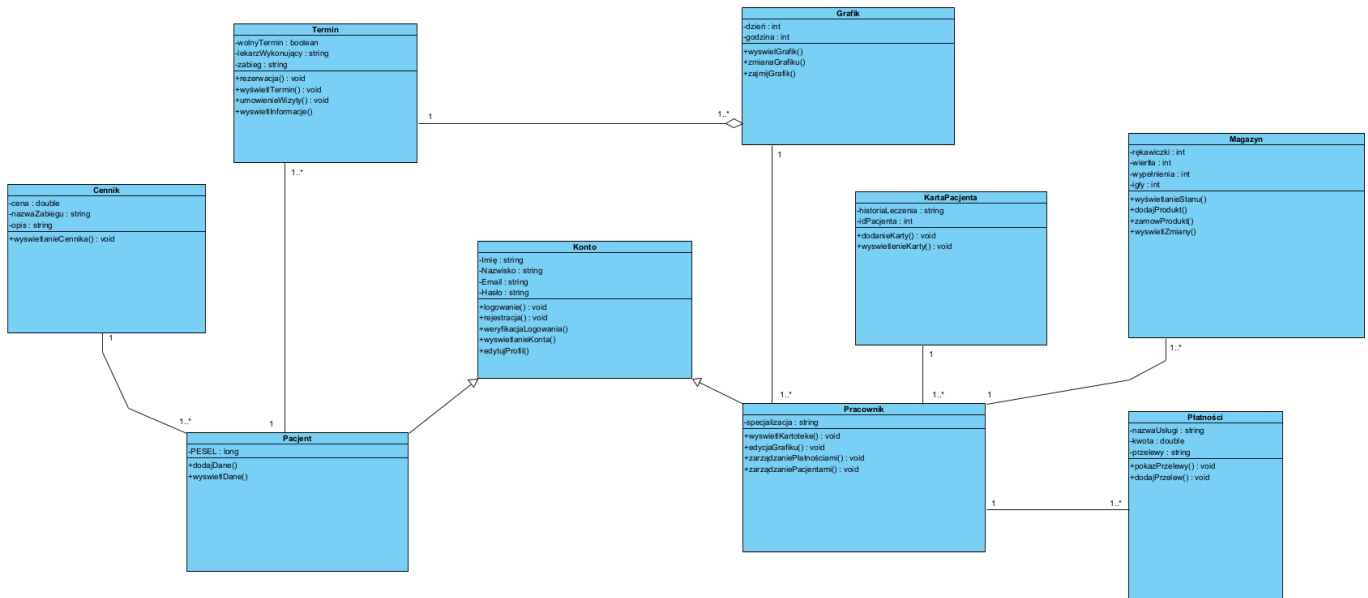 Termin
-wolnyTermin : boolean
-lekarzWykonujący : string
-zabieg : string
+rezerwacja() : void
+wyświetlTermin() : void
+umowienieWizyty() : void
+wyswietlInformacje()
1
1..*
1..*
1
Grafik
-dzień : int
-godzina : int
+wyswielGrafik()
+zmianaGrafiku()
+zajmijGrafik()
1
1..*
Magazyn
-rękawiczki : int
-wiertła : int
-wypełnienia : int
-igły : int
+wyświetlanieStanu()
+dodajProdukt()
+zamowProdukt()
+wyswietlZmiany()
1..*
1
Cennik
-cena : double
-nazwaZabiegu : string
-opis : string
+wyswietlanieCennika() : void
1
1..*
KartaPacjenta
-historiaLeczenia : string
-idPacjenta : int
+dodanieKarty() : void
+wyswietlenieKarty() : void
1
1..*
Konto
-Imię : string
-Nazwisko : string
-Email : string
-Hasło : string
+logowanie() : void
+rejestracja() : void
+weryfikacjaLogowania()
+wyswietlanieKonta()
+edytujProfil()
Pacjent
-PESEL : long
+dodajDane()
+wyswietlDane()
Pracownik
-specjalizacja : string
+wyswietlKartoteke() : void
+edycjaGrafiku() : void
+zarządzaniePłatnościami() : void
+zarządzaniePacjentami() : void
1
1..*
Płatności
-nazwaUsługi : string
-kwota : double
-przelewy : string
+pokazPrzelewy() : void
+dodajPrzelew() : void